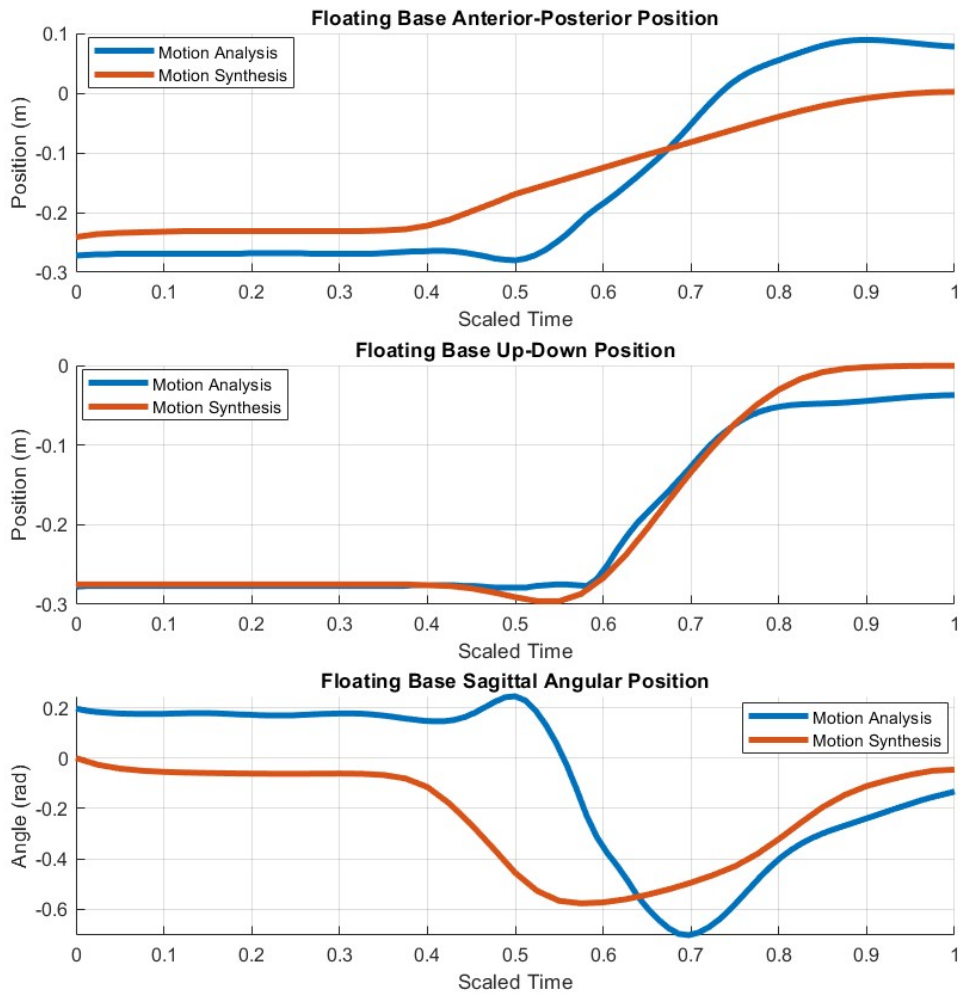 Floating Base Anterior-Posterior Position
0.1
0
-0.1
-0.2
-0.3
Position (m)
Motion Analysis
Motion Synthesis
0 0.1 0.2 0.3 0.4 0.5 0.6 0.7 0.8 0.9 1
Scaled Time
Floating Base Up-Down Position
0
-0.1
-0.2
-0.3
Position (m)
Motion Analysis
Motion Synthesis
0 0.1 0.2 0.3 0.4 0.5 0.6 0.7 0.8 0.9 1
Scaled Time
Floating Base Sagittal Angular Position
0.2
0
-0.2
-0.4
-0.6
Angle (rad)
Motion Analysis
Motion Synthesis
0 0.1 0.2 0.3 0.4 0.5 0.6 0.7 0.8 0.9 1
Scaled Time